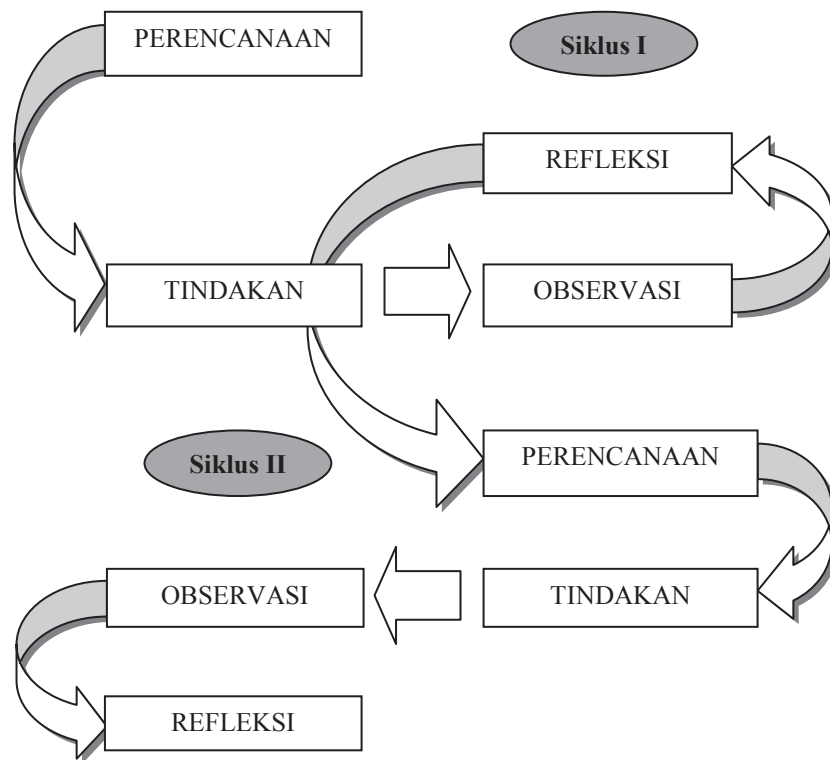 PERENCANAAN
Siklus I
REFLEKSI
TINDAKAN
OBSERVASI
Siklus II
PERENCANAAN
OBSERVASI
TINDAKAN
REFLEKSI